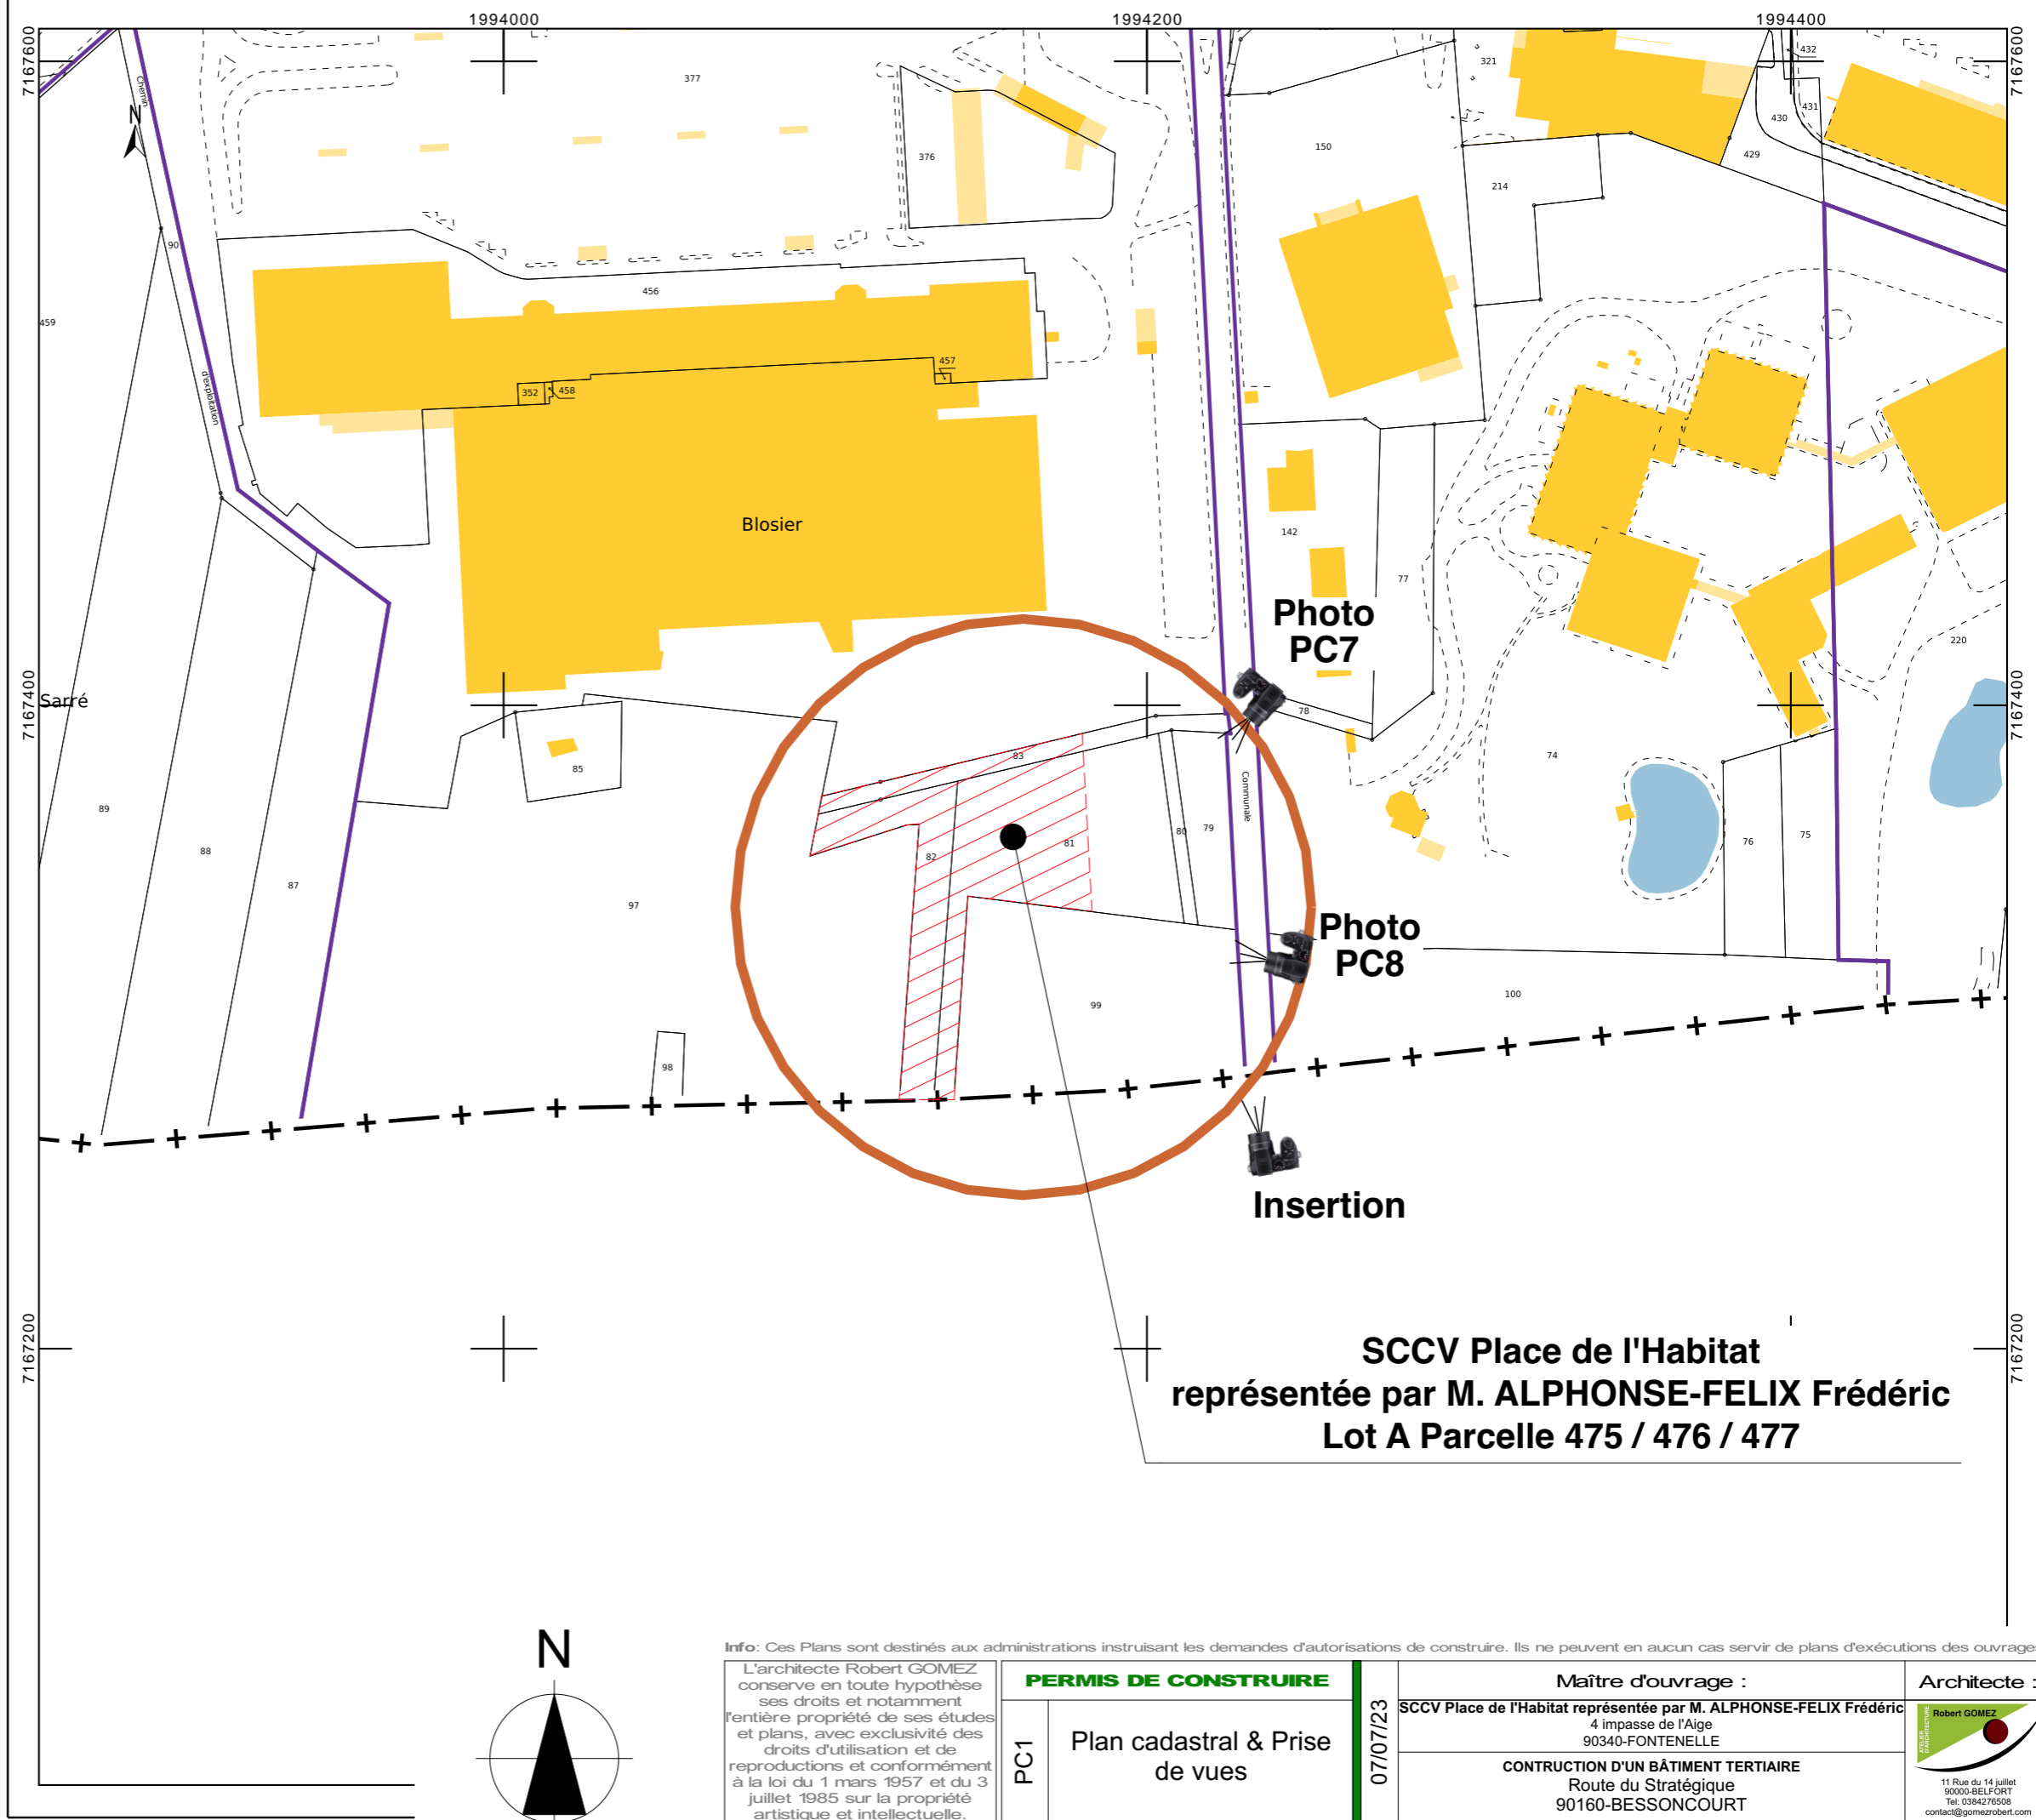 1994000
1994200
1994400
7167600
7167600
Chemin
N
377
376
150
321
432
431
430
429
214
90
459
456
457
352
458
d'exploitation
Blosier
142
77
220
Photo
PC7
7167400
7167400
Sarré
78
85
83
74
89
Communale
80
79
81
82
76
75
88
87
97
Photo
PC8
99
100
98
Insertion
7167200
7167200
SCCV Place de l'Habitat
représentée par M. ALPHONSE-FELIX Frédéric
Lot A Parcelle 475 / 476 / 477
N
Info: Ces Plans sont destinés aux administrations instruisant les demandes d'autorisations de construire. Ils ne peuvent en aucun cas servir de plans d'exécutions des ouvrages
L'architecte Robert GOMEZ
conserve en toute hypothèse
ses droits et notamment
l'entière propriété de ses études
et plans, avec exclusivité des
droits d'utilisation et de
reproductions et conformément
à la loi du 1 mars 1957 et du 3
juillet 1985 sur la propriété
artistique et intellectuelle.
PERMIS DE CONSTRUIRE
PC1
Plan cadastral & Prise
de vues
07/07/23
Maître d'ouvrage :
SCCV Place de l'Habitat représentée par M. ALPHONSE-FELIX Frédéric
4 impasse de l'Aige
90340-FONTENELLE
CONSTRUCTION D'UN BÂTIMENT TERTIAIRE
Route du Stratégique
90160-BESSONCOURT
Architecte :
ATELIER
D'ARCHITECTURE
Robert GOMEZ
11 Rue du 14 juillet
90000-BELFORT
Tel: 0384276508
contact@gomezrobert.com